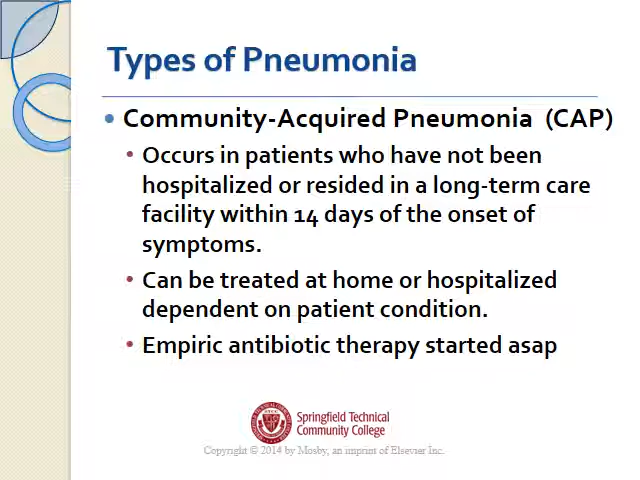 Types of Pneumonia
• Community-Acquired Pneumonia (CAP)
• Occurs in patients who have not been
hospitalized or resided in a long-term care
facility within 14 days of the onset of
symptoms.
• Can be treated at home or hospitalized
dependent on patient condition.
• Empiric antibiotic therapy started asap
Springfield Technical
Community College
Copyright © 2014 by Mosby, an imprint of Elsevier Inc.